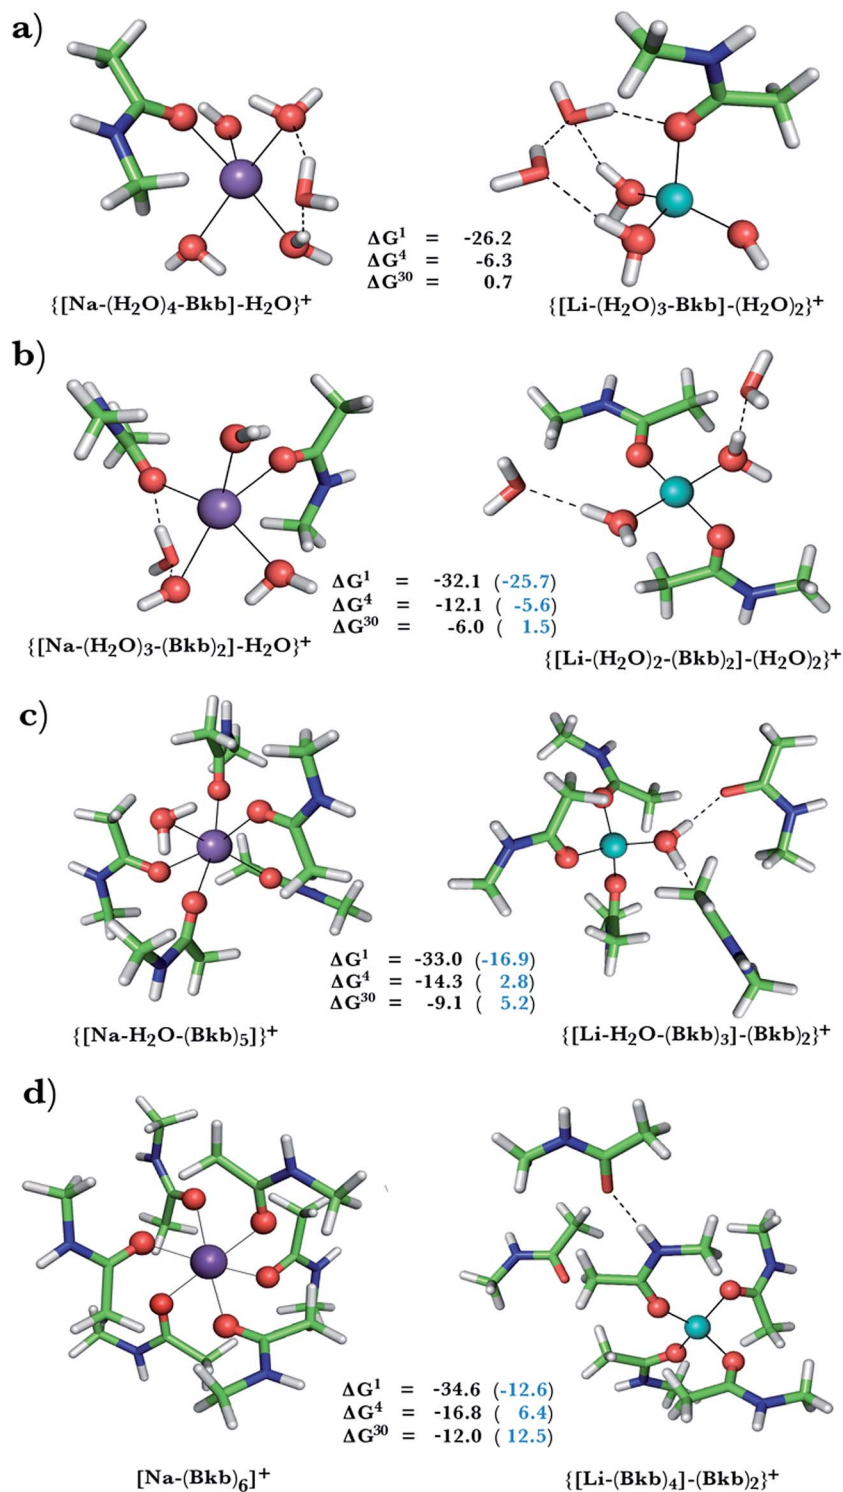 a)
ΔG¹ = -26.2
ΔG⁴ = -6.3
ΔG³⁰ = 0.7
{[Na-(H₂O)₄-Bkb]-H₂O}⁺
{[Li-(H₂O)₃-Bkb]-(H₂O)₂}⁺
b)
ΔG¹ = -32.1 (-25.7)
ΔG⁴ = -12.1 ( -5.6)
ΔG³⁰ = -6.0 ( 1.5)
{[Na-(H₂O)₃-(Bkb)₂]-H₂O}⁺
{[Li-(H₂O)₂-(Bkb)₂]-(H₂O)₂}⁺
c)
ΔG¹ = -33.0 (-16.9)
ΔG⁴ = -14.3 ( 2.8)
ΔG³⁰ = -9.1 ( 5.2)
{[Na-H₂O-(Bkb)₅]}⁺
{[Li-H₂O-(Bkb)₃]-(Bkb)₂}⁺
d)
ΔG¹ = -34.6 (-12.6)
ΔG⁴ = -16.8 ( 6.4)
ΔG³⁰ = -12.0 ( 12.5)
[Na-(Bkb)₆]⁺
{[Li-(Bkb)₄]-(Bkb)₂}⁺